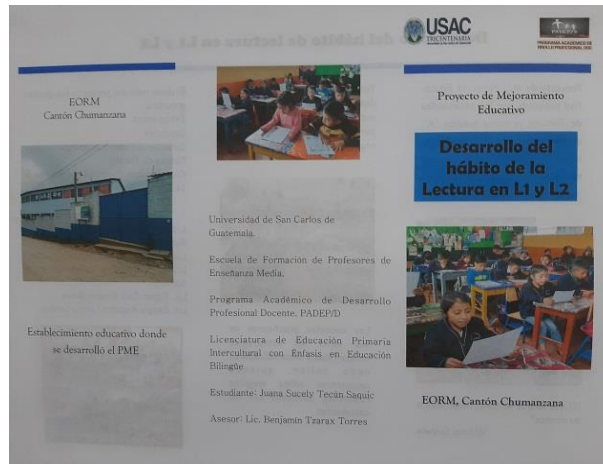 USAC
TRICENTENARIA
EORM
Cantón Chumanzana
Establecimiento educativo donde
se desarrolló el PME
Universidad de San Carlos de
Guatemala.
Escuela de Formación de Profesores de
Enseñanza Media.
Programa Académico de Desarrollo
Profesional Docente. PADEP/D
Licenciatura de Educación Primaria
Intercultural con Énfasis en Educación
Bilingüe
Estudiante: Juana Sucely Tecún Saquic
Asesor: Lic. Benjamín Tzarax Torres
Proyecto de Mejoramiento
Educativo
Desarrollo del
hábito de la
Lectura en L1 y L2
EORM, Cantón Chumanzana